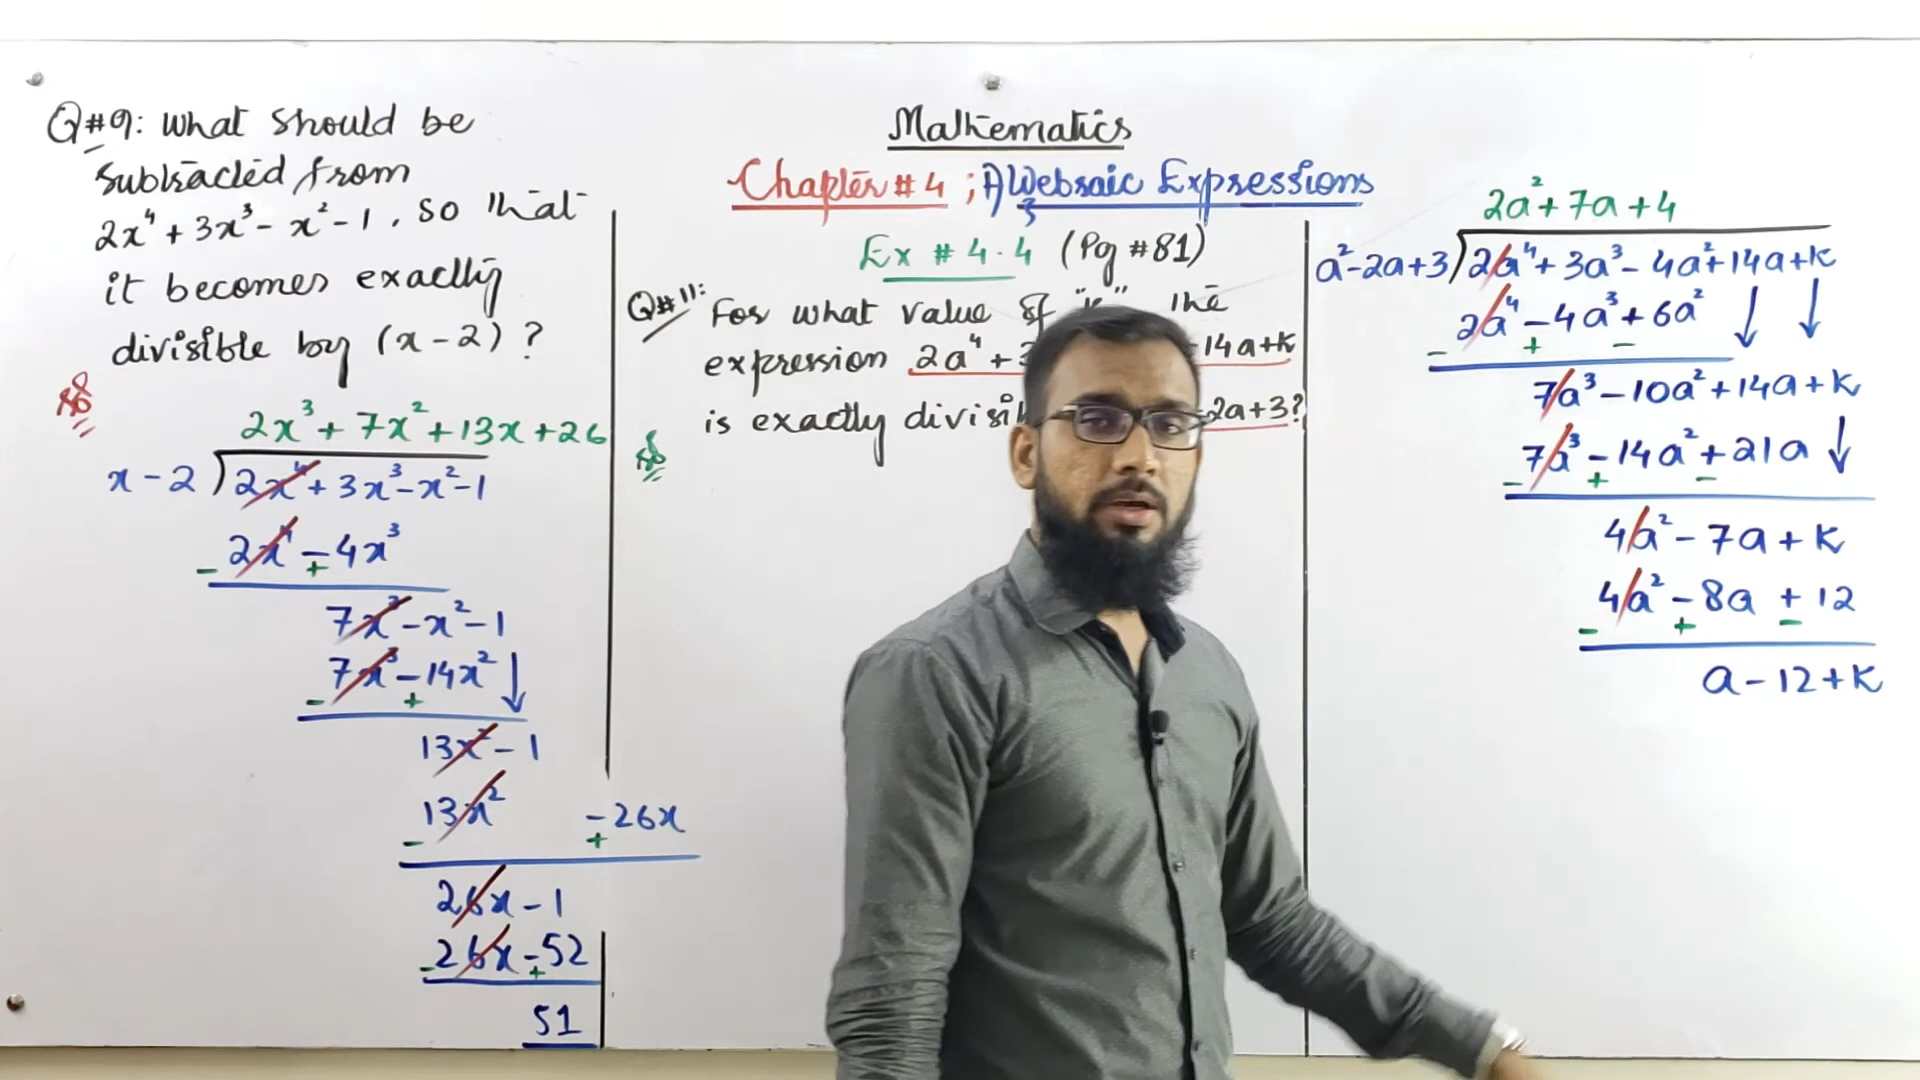 Q#9: What should be
subtracted from
2x⁴ + 3x³ - x² - 1, so that
it becomes exactly
divisible by (x - 2) ?
2x³ + 7x² + 13x + 26
x - 2 ) 2x⁴ + 3x³ - x² - 1
2x⁴ - 4x³
- +
7x³ - x² - 1
7x³ - 14x²
- +
13x² - 1
13x² - 26x
- +
26x - 1
26x - 52
- +
51
Mathematics
Chapter # 4 ; Algebraic Expressions
Ex # 4.4 (Pg #81)
Q#11: For what value of the
expression 2a⁴ + 14a+k
is exactly -2a+3?
2a² + 7a + 4
a² - 2a + 3 ) 2a⁴ + 3a³ - 4a² + 14a + k
2a⁴ - 4a³ + 6a²
- + -
7a³ - 10a² + 14a + k
7a³ - 14a² + 21a
- + -
4a² - 7a + k
4a² - 8a + 12
- + -
a - 12 + k